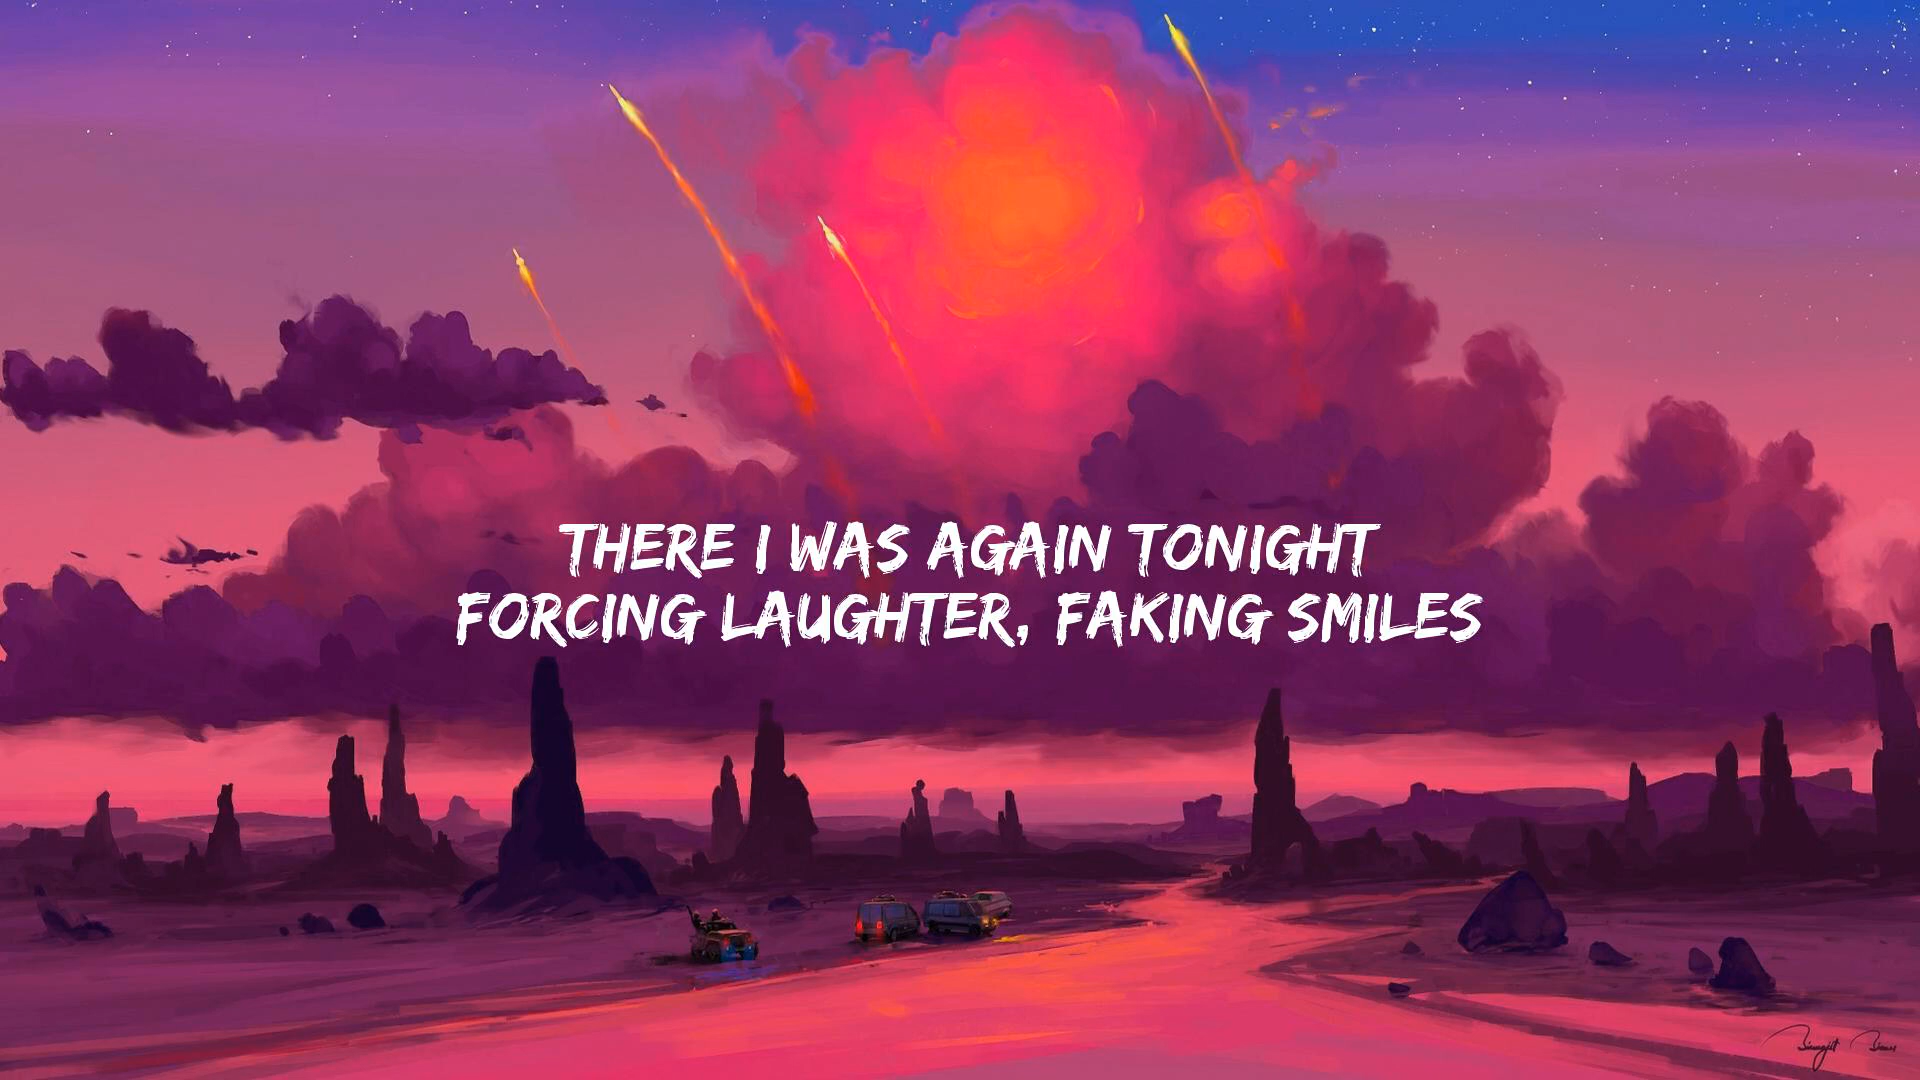 THERE I WAS AGAIN TONIGHT
FORCING LAUGHTER, FAKING SMILES